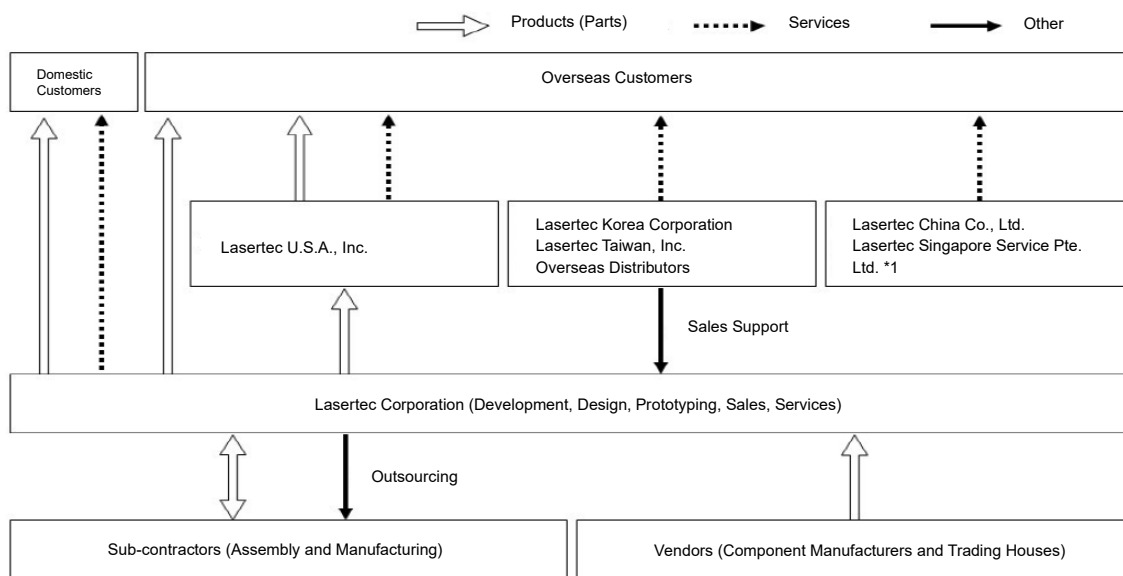 Products (Parts)
Services
Other
Domestic
Customers
Overseas Customers
Lasertec U.S.A., Inc.
Lasertec Korea Corporation
Lasertec Taiwan, Inc.
Overseas Distributors
Lasertec China Co., Ltd.
Lasertec Singapore Service Pte.
Ltd. *1
Sales Support
Lasertec Corporation (Development, Design, Prototyping, Sales, Services)
Outsourcing
Sub-contractors (Assembly and Manufacturing)
Vendors (Component Manufacturers and Trading Houses)